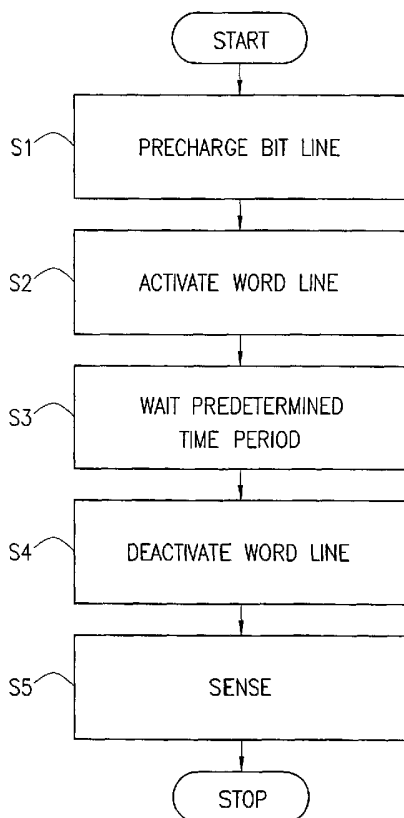 START
S1
PRECHARGE BIT LINE
S2
ACTIVATE WORD LINE
S3
WAIT PREDETERMINED
TIME PERIOD
S4
DEACTIVATE WORD LINE
S5
SENSE
STOP